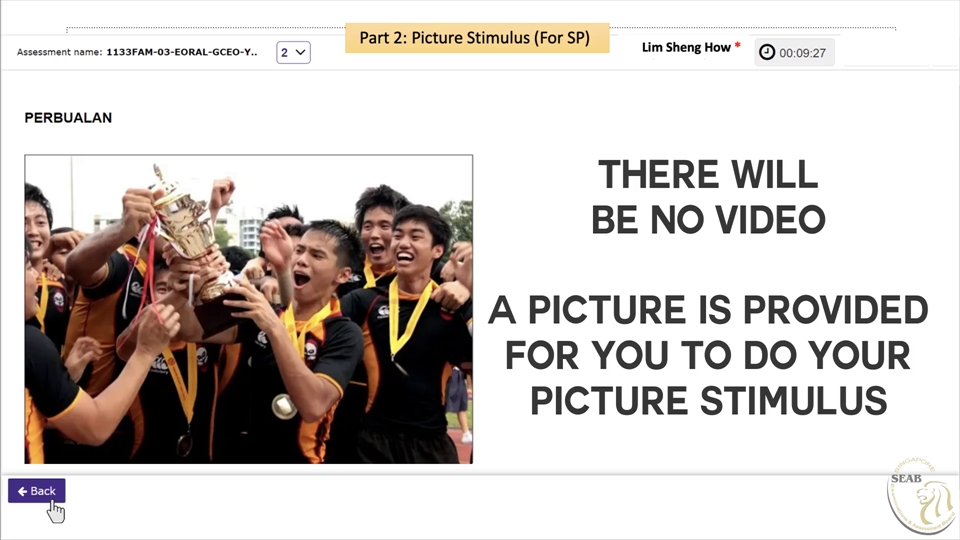 Part 2: Picture Stimulus (For SP)
Assessment name: 1133FAM-03-EORAL-GCEO-Y..
2
Lim Sheng How *
00:09:27
PERBUALAN
THERE WILL
BE NO VIDEO
A PICTURE IS PROVIDED
FOR YOU TO DO YOUR
PICTURE STIMULUS
Back
SEAB